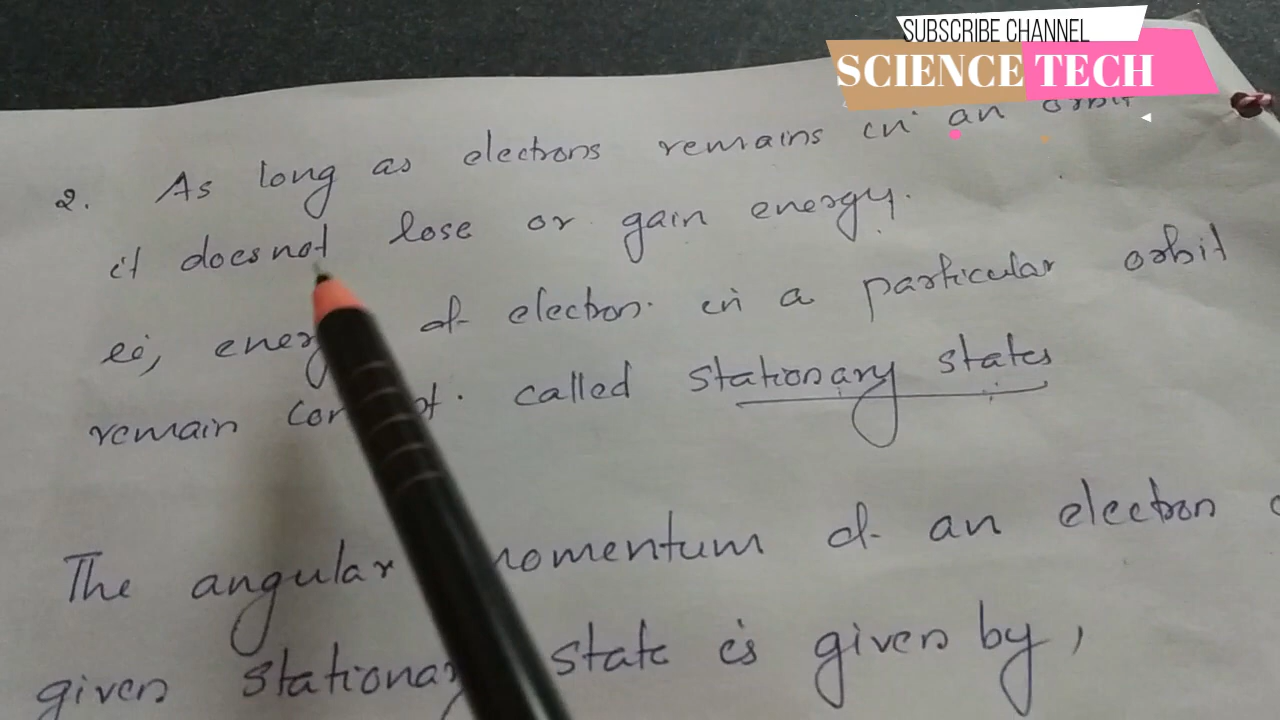 SUBSCRIBE CHANNEL
SCIENCE TECH
2. As long as electrons remains in an orbit
it does not lose or gain energy.
ei, of electron in a particular orbit
remain called stationary states
The angular momentum of an electron
given state is given by,